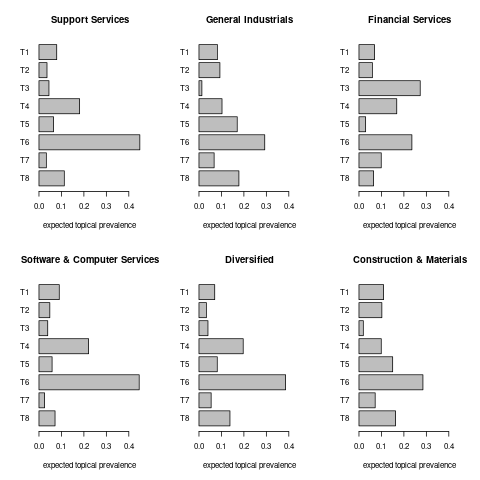 Support Services
T1
T2
T3
T4
T5
T6
T7
T8
0.0 0.1 0.2 0.3 0.4
expected topical prevalence
General Industrials
T1
T2
T3
T4
T5
T6
T7
T8
0.0 0.1 0.2 0.3 0.4
expected topical prevalence
Financial Services
T1
T2
T3
T4
T5
T6
T7
T8
0.0 0.1 0.2 0.3 0.4
expected topical prevalence
Software & Computer Services
T1
T2
T3
T4
T5
T6
T7
T8
0.0 0.1 0.2 0.3 0.4
expected topical prevalence
Diversified
T1
T2
T3
T4
T5
T6
T7
T8
0.0 0.1 0.2 0.3 0.4
expected topical prevalence
Construction & Materials
T1
T2
T3
T4
T5
T6
T7
T8
0.0 0.1 0.2 0.3 0.4
expected topical prevalence